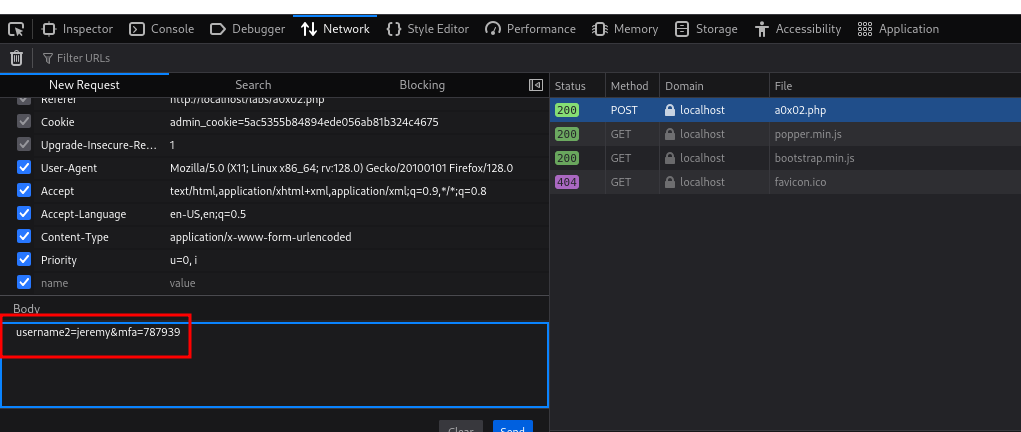 Inspector Console Debugger Network Style Editor Performance Memory Storage Accessibility Application
Filter URLs
New Request Search Blocking
Status Method Domain File
Referer http://localhost/labs/a0x02.php
200 POST localhost a0x02.php
Cookie admin_cookie=5ac5355b84894ede056ab81b324c4675
200 GET localhost popper.min.js
Upgrade-Insecure-Re... 1
200 GET localhost bootstrap.min.js
User-Agent Mozilla/5.0 (X11; Linux x86_64; rv:128.0) Gecko/20100101 Firefox/128.0
404 GET localhost favicon.ico
Accept text/html,application/xhtml+xml,application/xml;q=0.9,*/*;q=0.8
Accept-Language en-US,en;q=0.5
Content-Type application/x-www-form-urlencoded
Priority u=0, i
name value
Body
username2=jeremy&mfa=787939
Clear Send